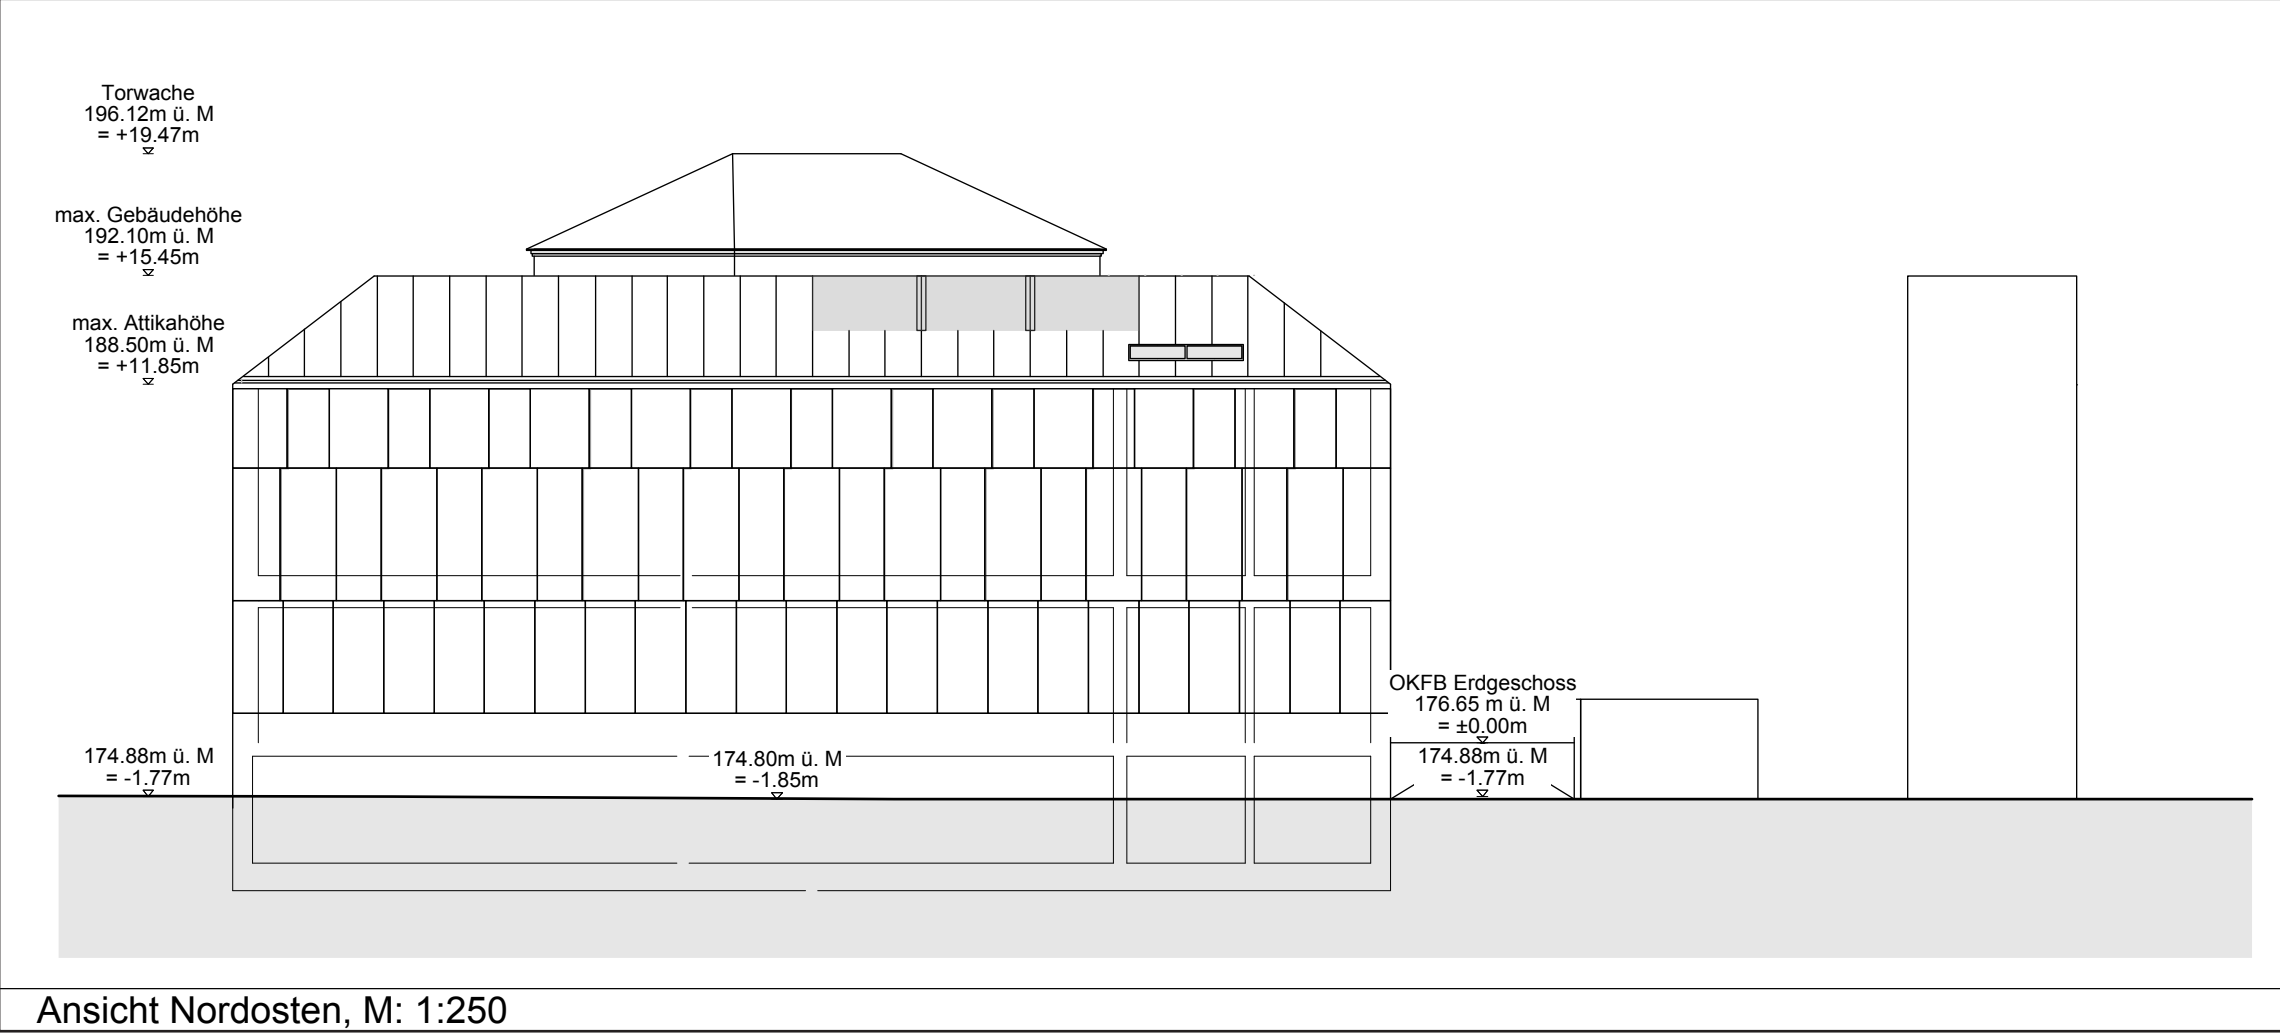 Torwache
196.12m ü. M
= +19.47m
max. Gebäudehöhe
192.10m ü. M
= +15.45m
max. Attikahöhe
188.50m ü. M
= +11.85m
OKFB Erdgeschoss
176.65 m ü. M
= ±0.00m
174.88m ü. M
= -1.77m
174.80m ü. M
= -1.85m
174.88m ü. M
= -1.77m
Ansicht Nordosten, M: 1:250